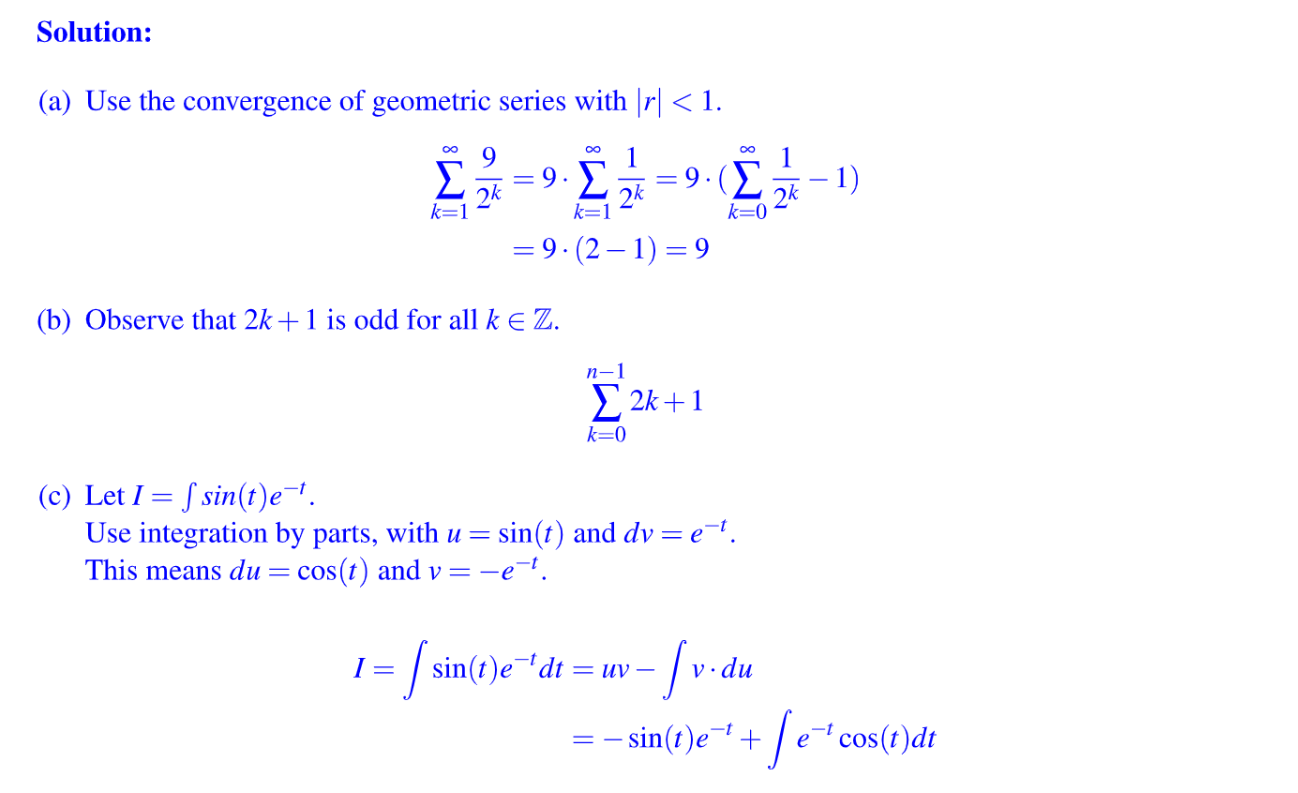 Solution:
(a) Use the convergence of geometric series with |r| < 1.
$\sum_{k=1}^{\infty} \frac{9}{2^k} = 9 \cdot \sum_{k=1}^{\infty} \frac{1}{2^k} = 9 \cdot (\sum_{k=0}^{\infty} \frac{1}{2^k} - 1)$
$= 9 \cdot (2 - 1) = 9$
(b) Observe that $2k + 1$ is odd for all $k \in \mathbb{Z}$.
$\sum_{k=0}^{n-1} 2k + 1$
(c) Let $I = \int sin(t)e^{-t}$.
Use integration by parts, with $u = \sin(t)$ and $dv = e^{-t}$.
This means $du = \cos(t)$ and $v = -e^{-t}$.
$I = \int \sin(t)e^{-t}dt = uv - \int v \cdot du$
$= -\sin(t)e^{-t} + \int e^{-t}\cos(t)dt$